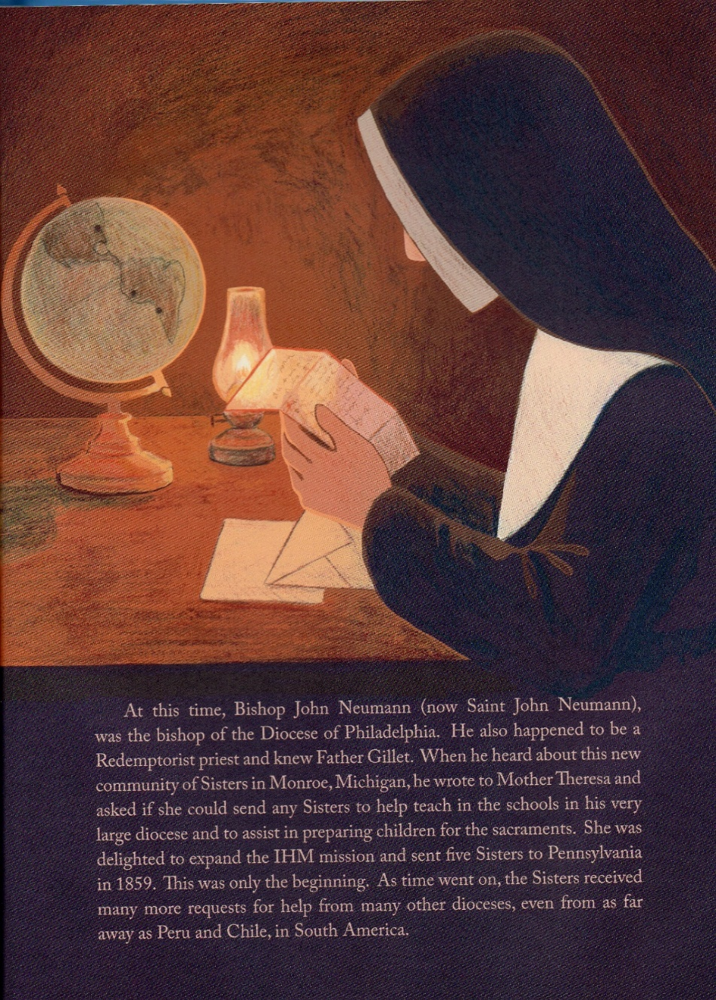 At this time, Bishop John Neumann (now Saint John Neumann),
was the bishop of the Diocese of Philadelphia. He also happened to be a
Redemptorist priest and knew Father Gillet. When he heard about this new
community of Sisters in Monroe, Michigan, he wrote to Mother Theresa and
asked if she could send any Sisters to help teach in the schools in his very
large diocese and to assist in preparing children for the sacraments. She was
delighted to expand the IHM mission and sent five Sisters to Pennsylvania
in 1859. This was only the beginning. As time went on, the Sisters received
many more requests for help from many other dioceses, even from as far
away as Peru and Chile, in South America.